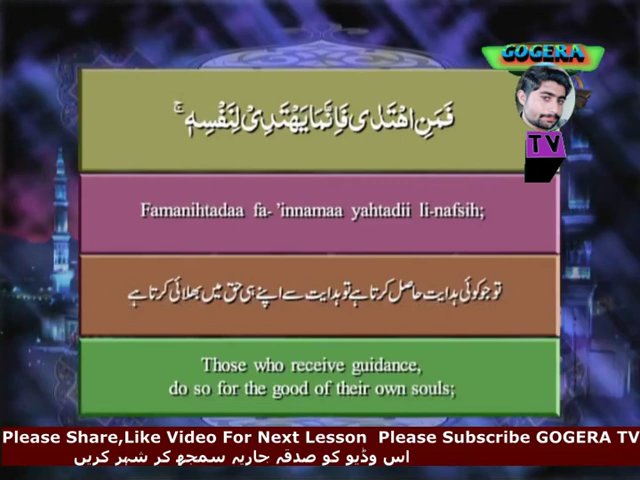 GOGERA
TV
فَمَنِ اهْتَدٰى فَاِنَّمَا يَهْتَدِىْ لِنَفْسِهٖ ۚ
Famanihtadaa fa-'innamaa yahtadii li-nafsih;
تو جو کوئی ہدایت حاصل کرتا ہے تو ہدایت سے اپنے ہی حق میں بھلائی کرتا ہے
Those who receive guidance,
do so for the good of their own souls;
Please Share,Like Video For Next Lesson Please Subscribe GOGERA TV
اس وڈیو کو صدقہ جاریہ سمجھ کر شہر کریں